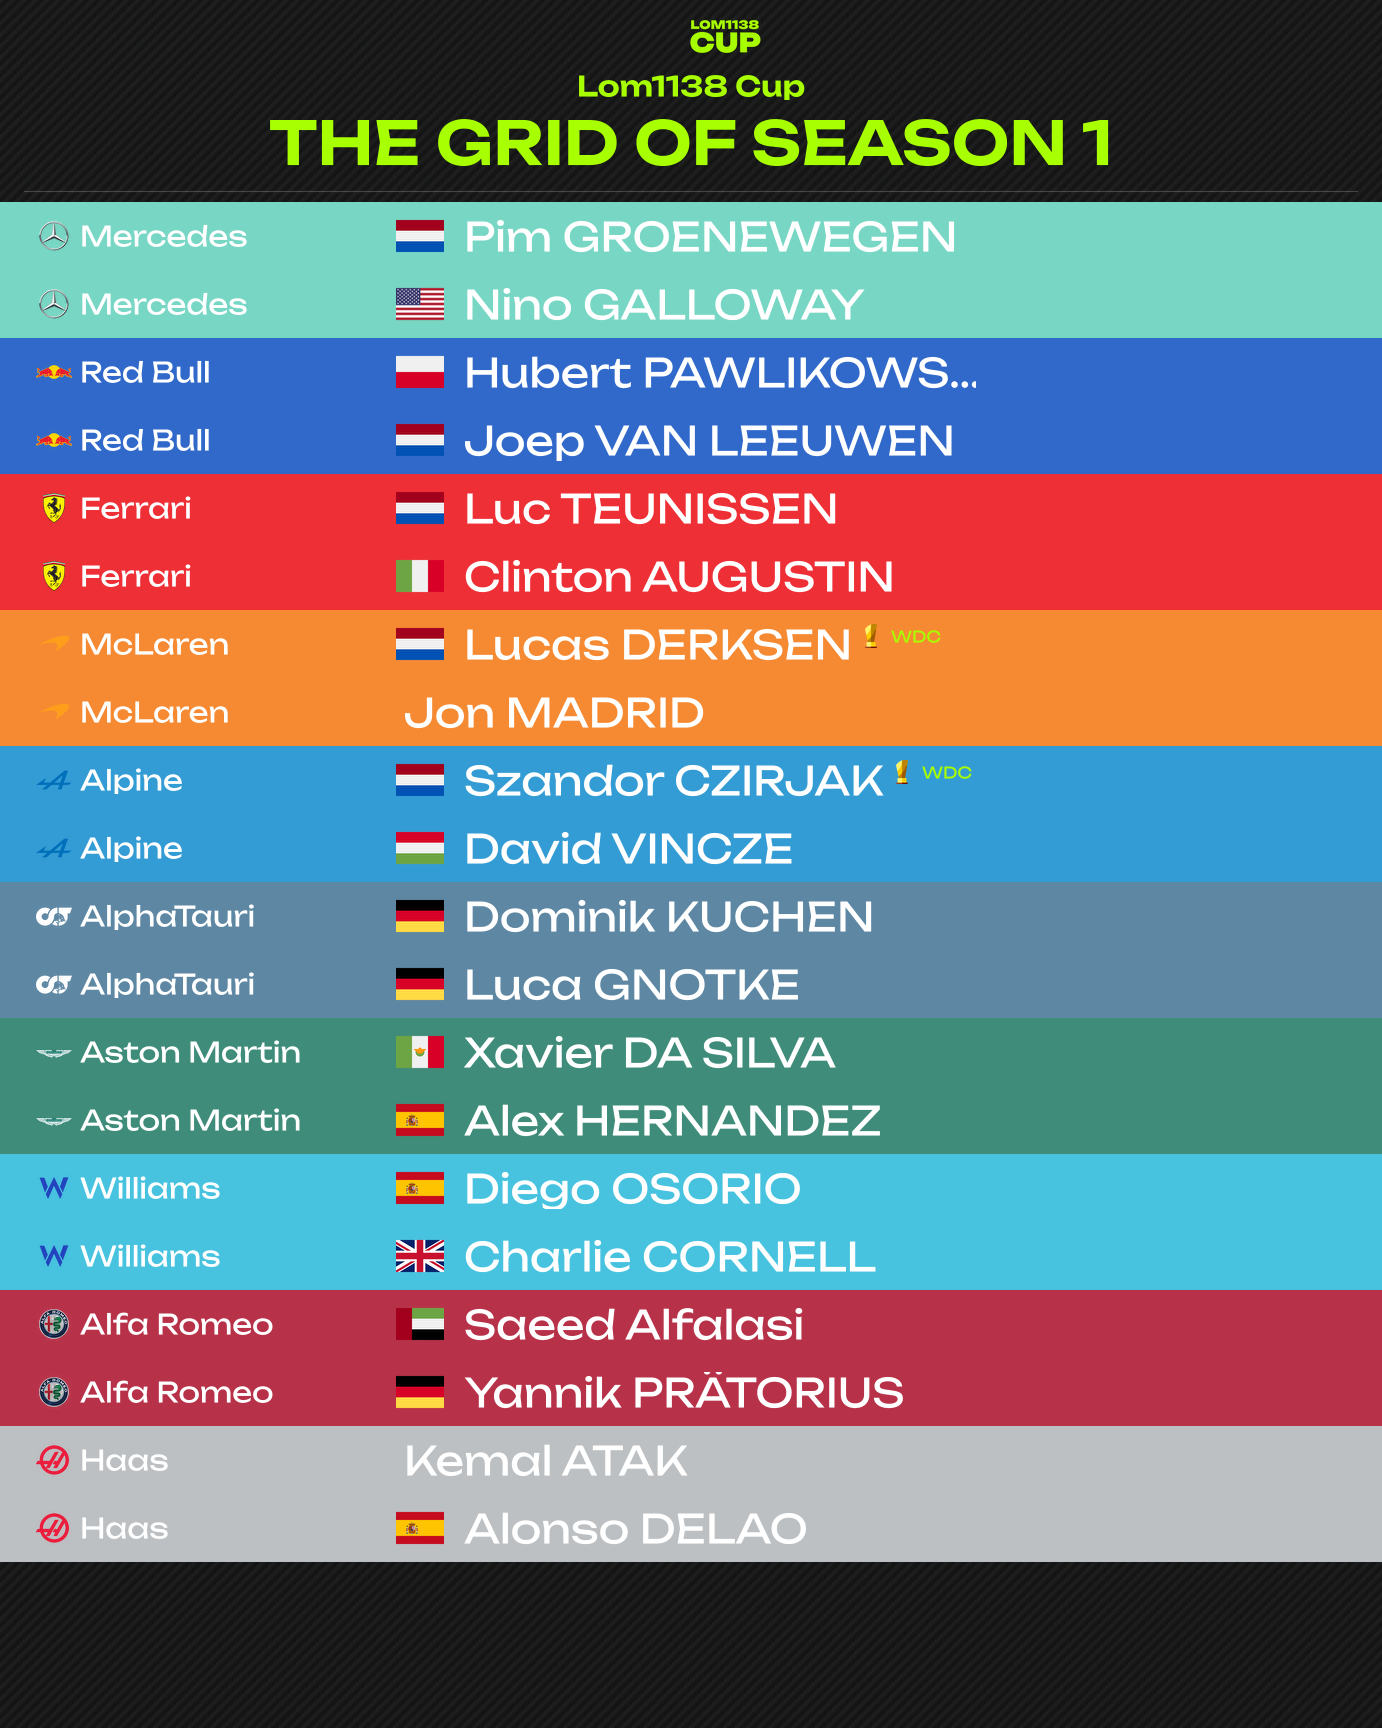 LOM1138
CUP
Lom1138 Cup
THE GRID OF SEASON 1
Mercedes Pim GROENEWEGEN
Mercedes Nino GALLOWAY
Red Bull Hubert PAWLIKOWS...
Red Bull Joep VAN LEEUWEN
Ferrari Luc TEUNISSEN
Ferrari Clinton AUGUSTIN
McLaren Lucas DERKSEN WDC
McLaren Jon MADRID
Alpine Szandor CZIRJAK WDC
Alpine David VINCZE
AlphaTauri Dominik KUCHEN
AlphaTauri Luca GNOTKE
Aston Martin Xavier DA SILVA
Aston Martin Alex HERNANDEZ
Williams Diego OSORIO
Williams Charlie CORNELL
Alfa Romeo Saeed Alfalasi
Alfa Romeo Yannik PRÄTORIUS
Haas Kemal ATAK
Haas Alonso DELAO